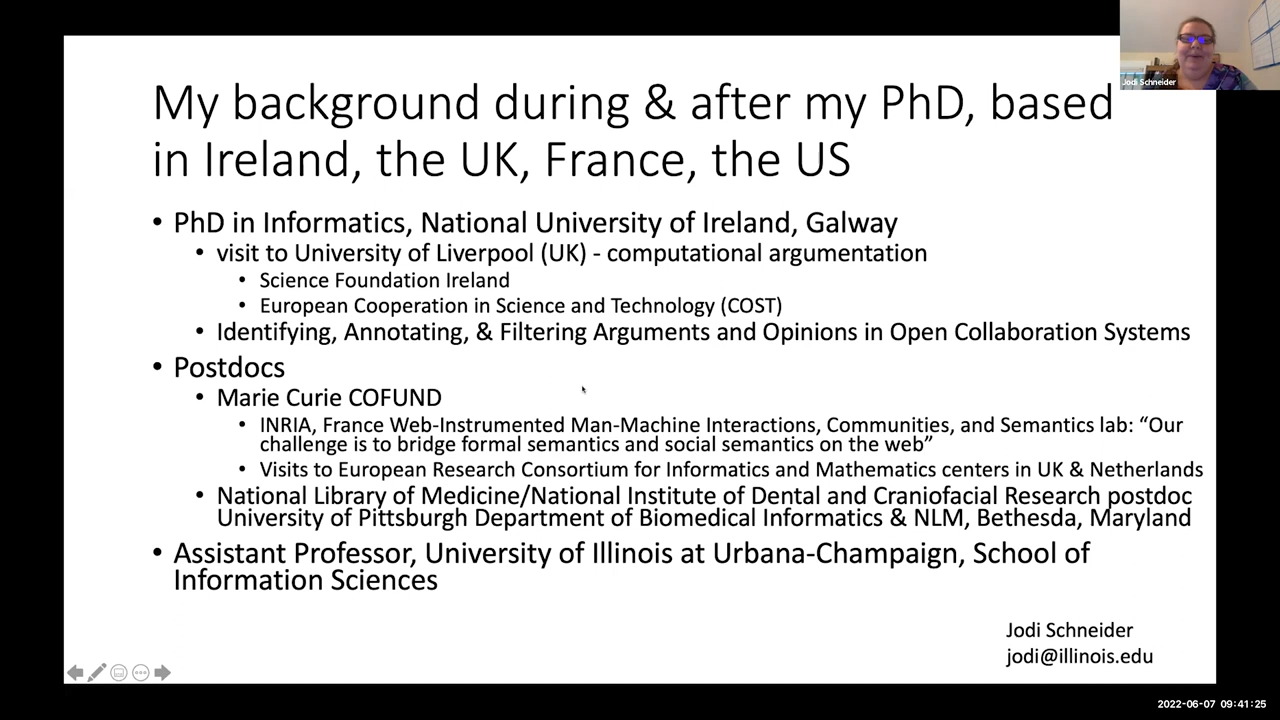 Jodi Schneider
My background during & after my PhD, based
in Ireland, the UK, France, the US
• PhD in Informatics, National University of Ireland, Galway
• visit to University of Liverpool (UK) - computational argumentation
• Science Foundation Ireland
• European Cooperation in Science and Technology (COST)
• Identifying, Annotating, & Filtering Arguments and Opinions in Open Collaboration Systems
• Postdocs
• Marie Curie COFUND
• INRIA, France Web-Instrumented Man-Machine Interactions, Communities, and Semantics lab: “Our
challenge is to bridge formal semantics and social semantics on the web”
• Visits to European Research Consortium for Informatics and Mathematics centers in UK & Netherlands
• National Library of Medicine/National Institute of Dental and Craniofacial Research postdoc
University of Pittsburgh Department of Biomedical Informatics & NLM, Bethesda, Maryland
• Assistant Professor, University of Illinois at Urbana-Champaign, School of
Information Sciences
Jodi Schneider
jodi@illinois.edu
2022-06-07 09:41:25